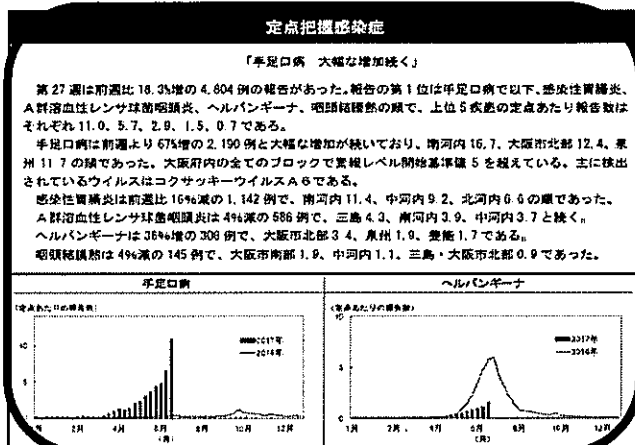 定点把握感染症
「手足口病 大幅な増加続く」
第27週は前週比18.3%増の4,804例の報告があった。報告の第1位は手足口病で以下、感染性胃腸炎、
A群溶血性レンサ球菌咽頭炎、ヘルパンギーナ、咽頭結膜熱の順で、上位5疾患の定点あたり報告数は
それぞれ11.0、5.7、2.9、1.5、0.7である。
手足口病は前週より67%増の2,190例と大幅な増加が続いており、南河内16.7、大阪市北部12.4、泉
州11.7の順であった。大阪府内の全てのブロックで警報レベル開始基準値5を超えている。主に検出
されているウイルスはコクサッキーウイルスA6である。
感染性胃腸炎は前週比16%減の1,142例で、南河内11.4、中河内9.2、北河内6.6の順であった。
A群溶血性レンサ球菌咽頭炎は4%減の586例で、三島4.3、南河内3.9、中河内3.7と続く。
ヘルパンギーナは36%増の308例で、大阪市北部3.4、泉州1.9、豊能1.7である。
咽頭結膜熱は4%減の145例で、大阪市南部1.9、中河内1.1、三島・大阪市北部0.9であった。
手足口病 ヘルパンギーナ
(定点あたりの報告数) (定点あたりの報告数)
2017年 2017年
2016年 2016年
10 10
5 5
0
1月 2月 4月 6月 8月 10月 12月 1月 2月 4月 6月 8月 10月 12月
(月) (月)